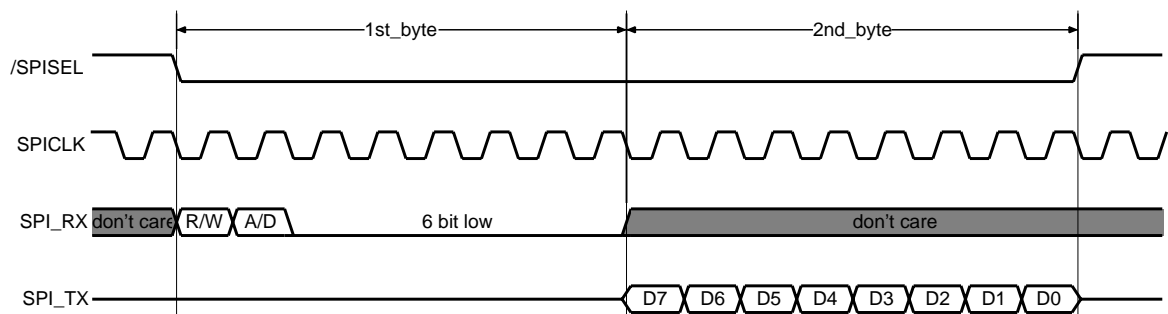 1st_byte 2nd_byte
/SPISEL
SPICLK
SPI_RX don't care R/W A/D 6 bit low don't care
SPI_TX D7 D6 D5 D4 D3 D2 D1 D0